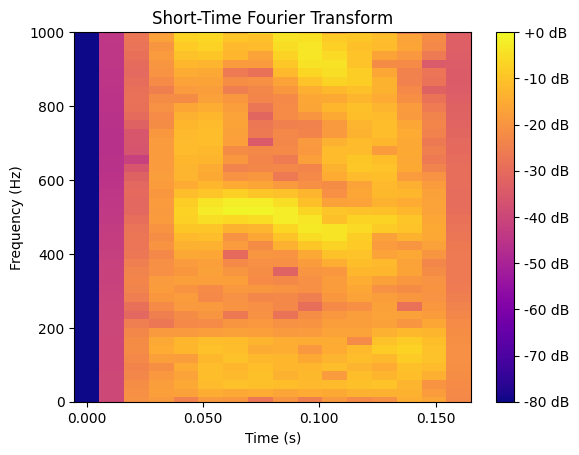 Short-Time Fourier Transform
1000
800
600
400
200
0
Frequency (Hz)
0.000
0.050
0.100
0.150
Time (s)
+0 dB
-10 dB
-20 dB
-30 dB
-40 dB
-50 dB
-60 dB
-70 dB
-80 dB